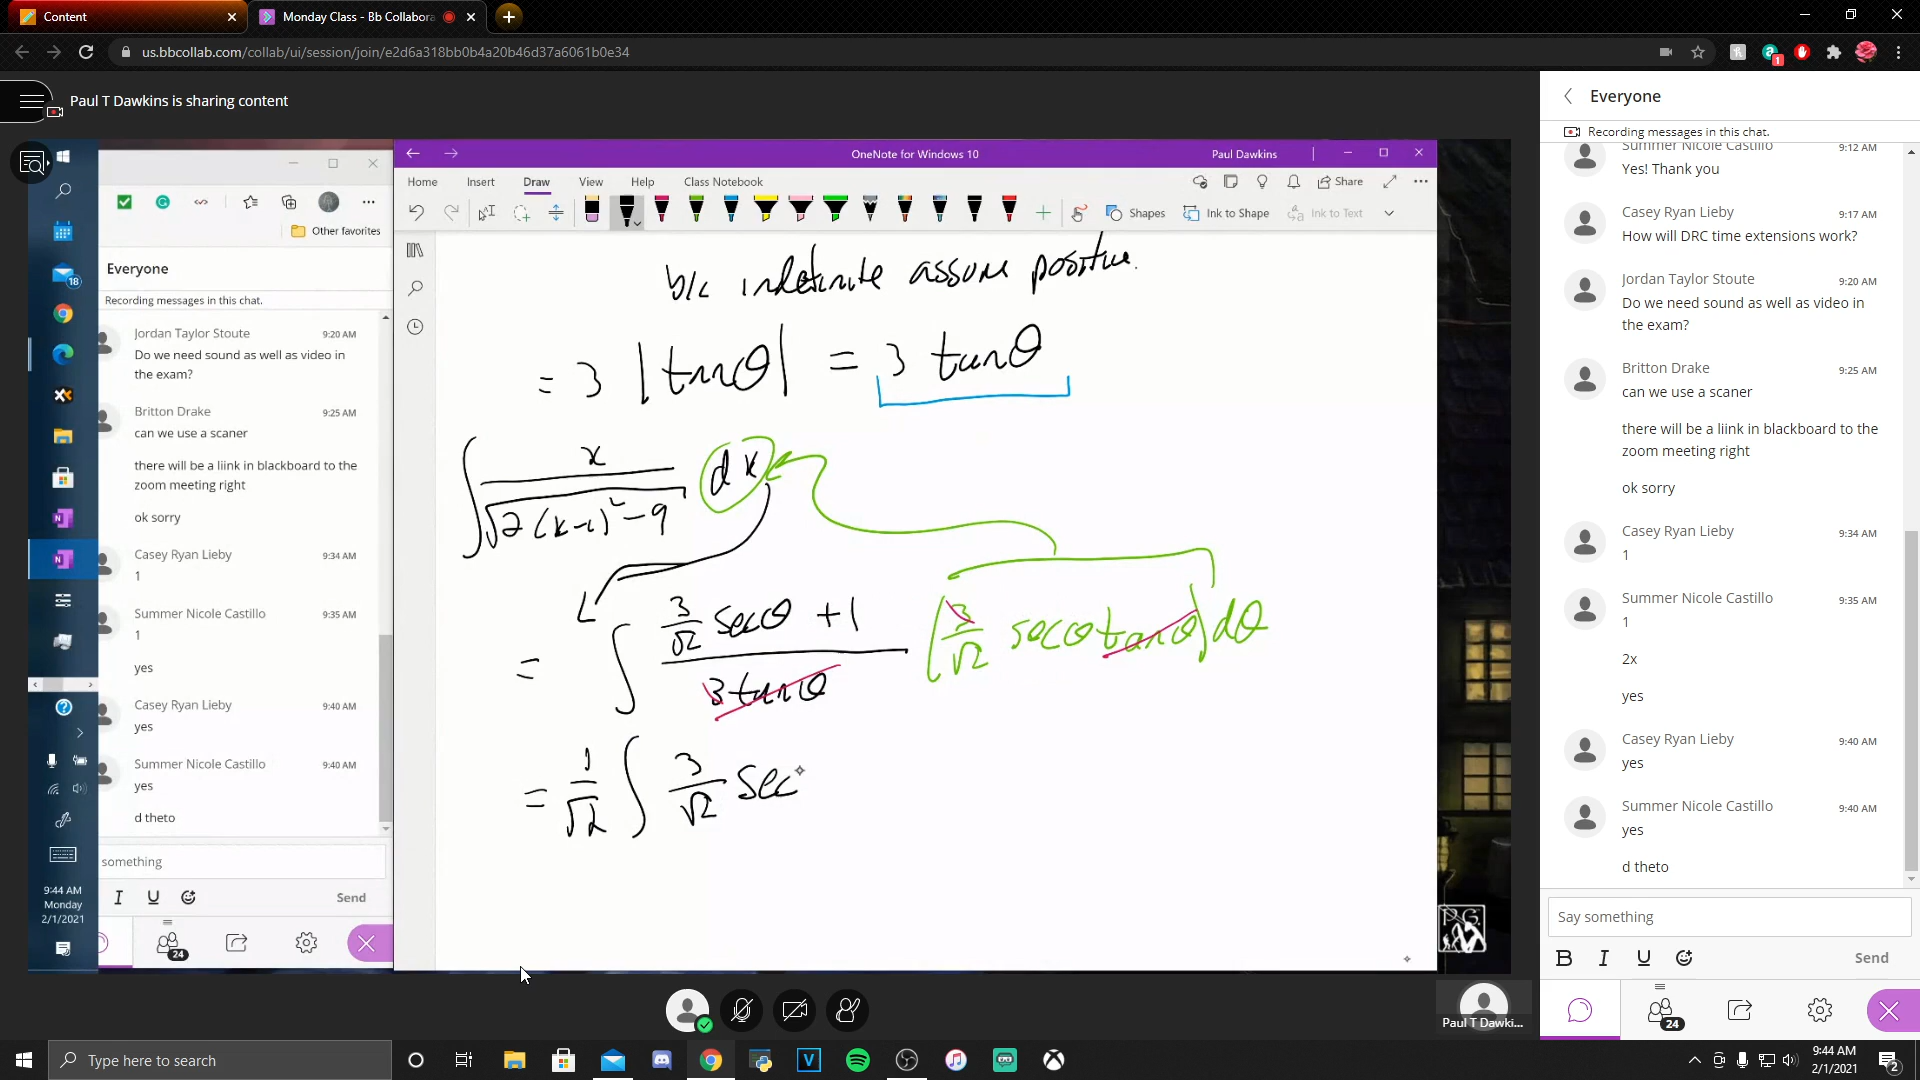 Content
Monday Class - Bb Collabora
us.bbcollab.com/collab/ui/session/join/e2d6a318bb0b4a20b46d37a6061b0e34
Paul T Dawkins is sharing content
OneNote for Windows 10
Paul Dawkins
Home Insert Draw View Help Class Notebook
Share
Shapes Ink to Shape Ink to Text
Other favorites
18
Everyone
Recording messages in this chat.
Jordan Taylor Stoute 9:20 AM
Do we need sound as well as video in
the exam?
Britton Drake 9:25 AM
can we use a scaner
there will be a liink in blackboard to the
zoom meeting right
ok sorry
Casey Ryan Lieby 9:34 AM
1
Summer Nicole Castillo 9:35 AM
1
yes
Casey Ryan Lieby 9:40 AM
yes
Summer Nicole Castillo 9:40 AM
yes
d theto
something
I U Send
24
9:44 AM
Monday
2/1/2021
b/c indefinite assume positive.
= 3 |tanθ| = 3 tanθ
∫ x / √2(x-1)²-9 dx
= ∫ (3/√2 secθ + 1) / (3 tanθ) (3/√2 secθ tanθ) dθ
= 1/√2 ∫ 3/√2 sec
P.G.
Paul T Dawki...
Everyone
Recording messages in this chat.
Summer Nicole Castillo 9:12 AM
Yes! Thank you
Casey Ryan Lieby 9:17 AM
How will DRC time extensions work?
Jordan Taylor Stoute 9:20 AM
Do we need sound as well as video in
the exam?
Britton Drake 9:25 AM
can we use a scaner
there will be a liink in blackboard to the
zoom meeting right
ok sorry
Casey Ryan Lieby 9:34 AM
1
Summer Nicole Castillo 9:35 AM
1
2x
yes
Casey Ryan Lieby 9:40 AM
yes
Summer Nicole Castillo 9:40 AM
yes
d theto
Say something
B I U Send
24
Type here to search
9:44 AM
2/1/2021
2